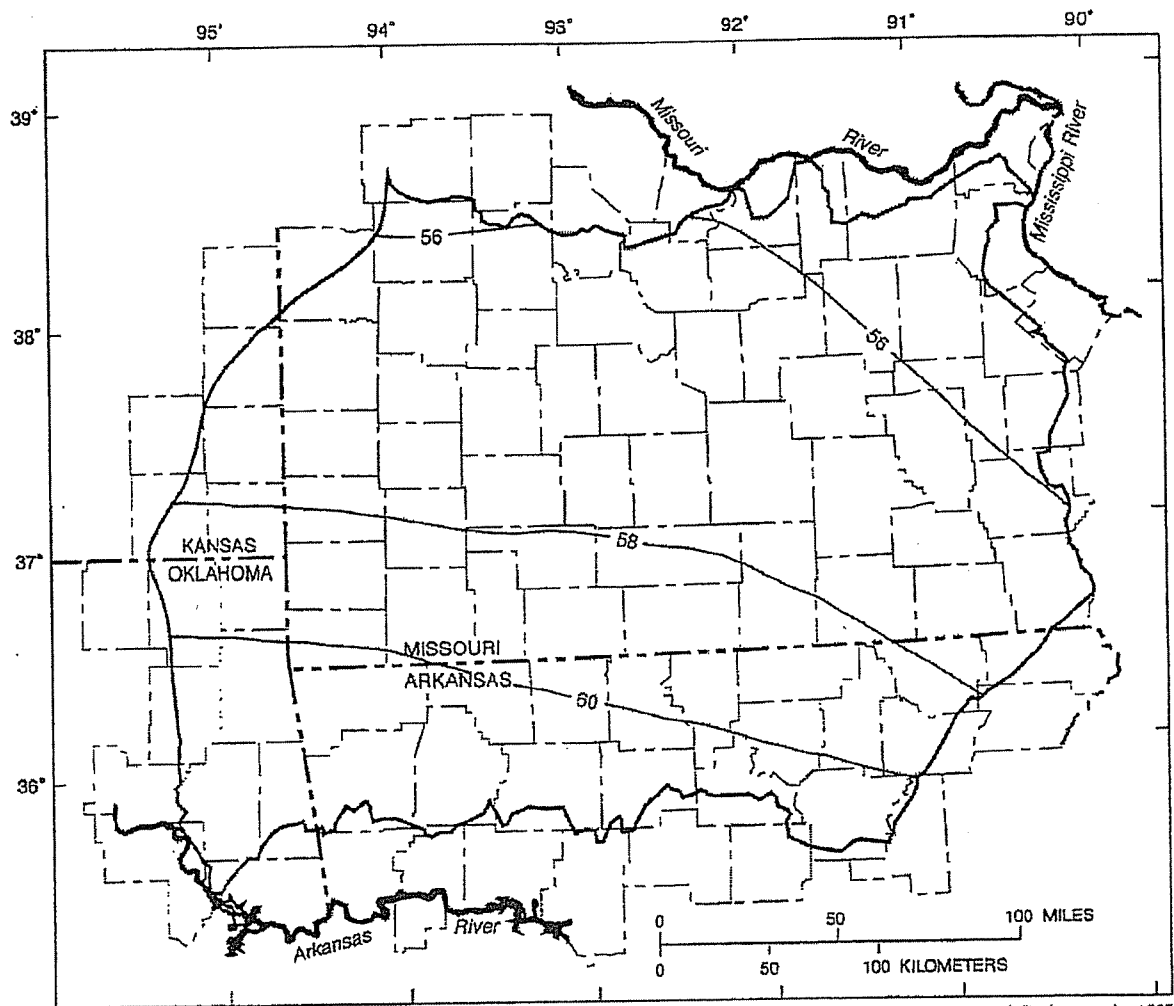 95° 94° 93° 92° 91° 90°
39°
Missouri River
Mississippi River
56
38°
56
58
37°
KANSAS
OKLAHOMA
MISSOURI
ARKANSAS
60
36°
0 50 100 MILES
Arkansas River
0 50 100 KILOMETERS